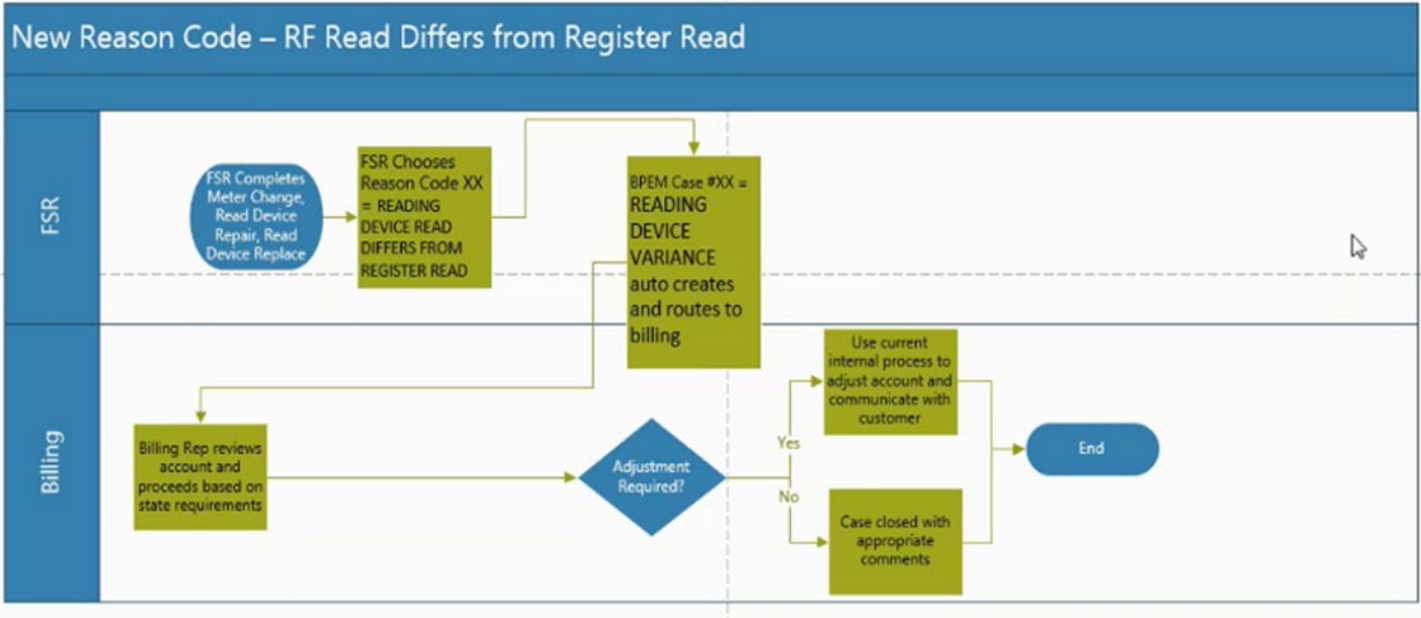 New Reason Code – RF Read Differs from Register Read
FSR
FSR Completes
Meter Change,
Read Device
Repair, Read
Device Replace
FSR Chooses
Reason Code XX
= READING
DEVICE READ
DIFFERS FROM
REGISTER READ
BPEM Case #XX =
READING
DEVICE
VARIANCE
auto creates
and routes to
billing
Billing
Billing Rep reviews
account and
proceeds based on
state requirements
Adjustment
Required?
Yes
No
Use current
internal process to
adjust account and
communicate with
customer
Case closed with
appropriate
comments
End